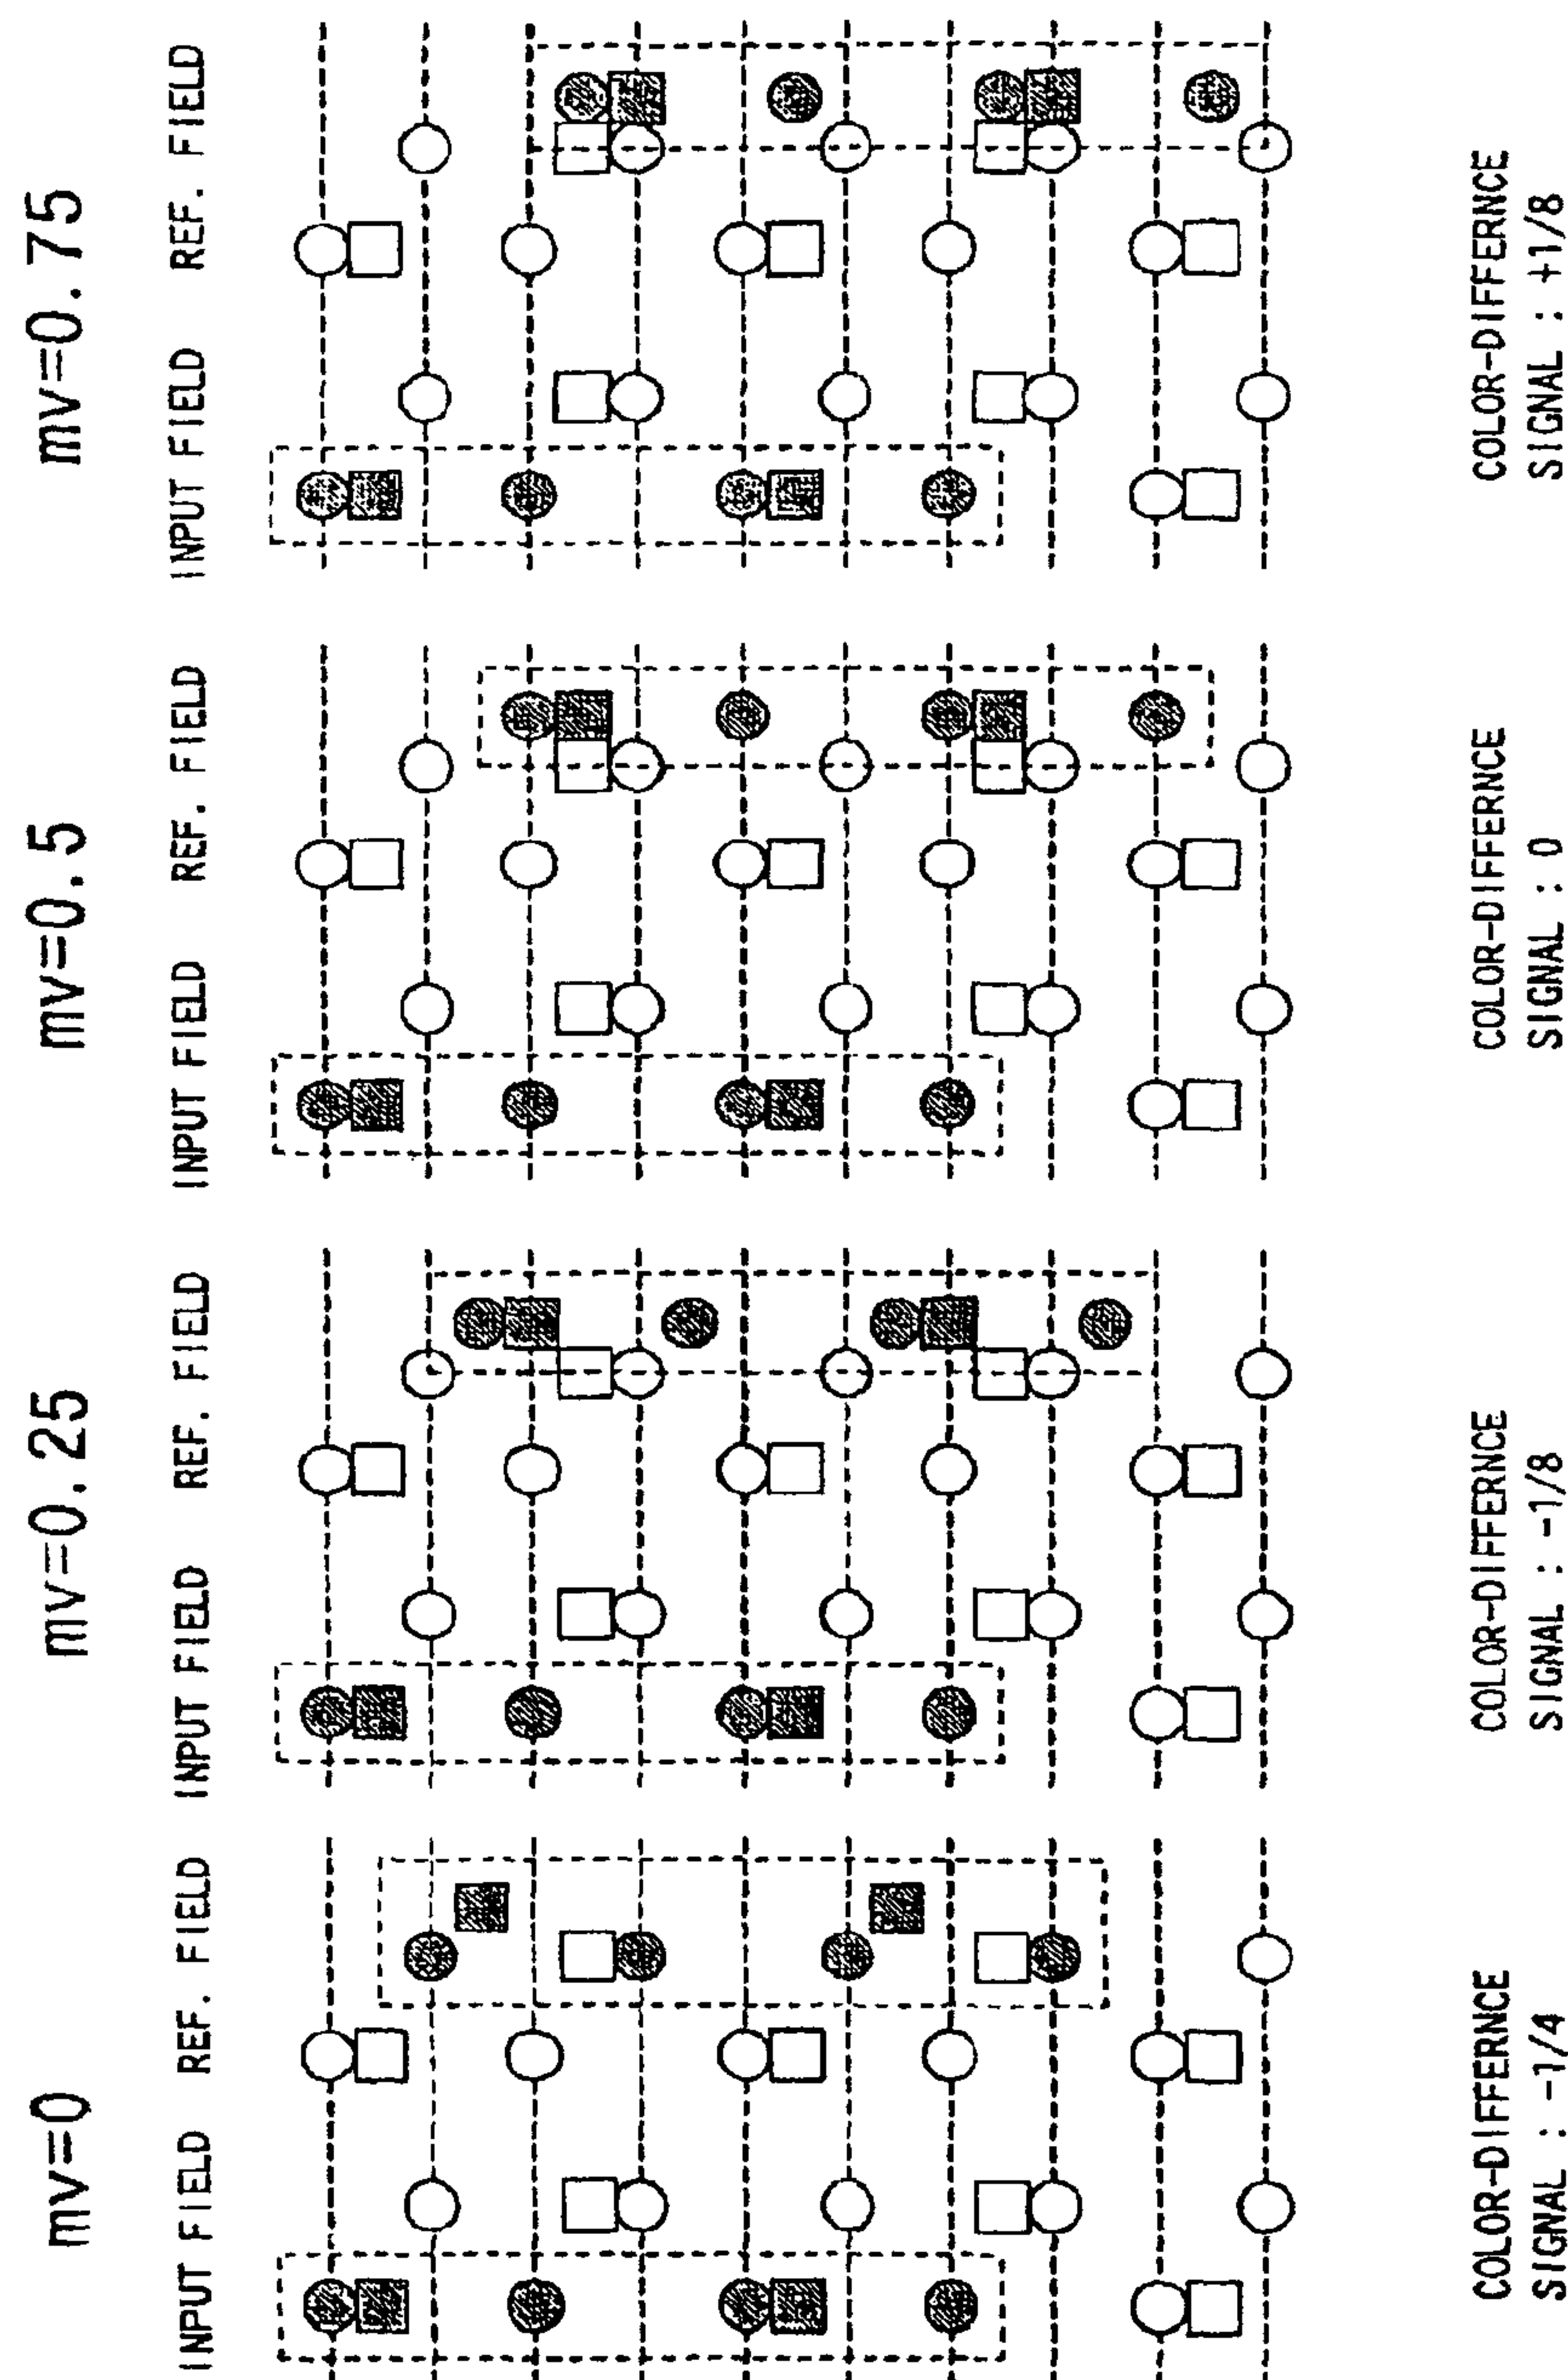 mv=0
INPUT FIELD REF. FIELD
COLOR-DIFFERNCE
SIGNAL : -1/4
mv=0.25
INPUT FIELD REF. FIELD
COLOR-DIFFERNCE
SIGNAL : -1/8
mv=0.5
INPUT FIELD REF. FIELD
COLOR-DIFFERNCE
SIGNAL : 0
mv=0.75
INPUT FIELD REF. FIELD
COLOR-DIFFERNCE
SIGNAL : +1/8